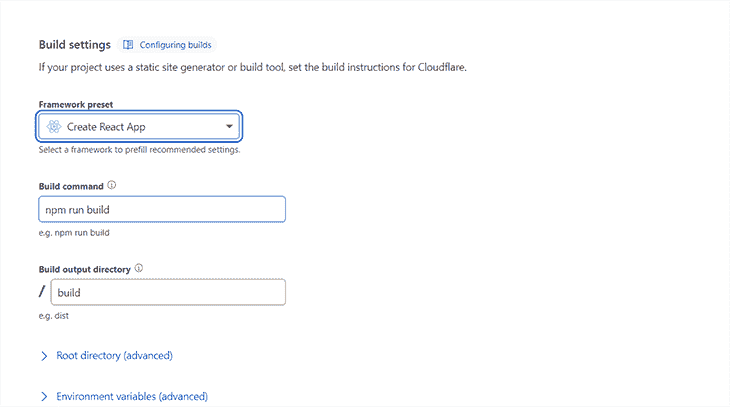 Build settings Configuring builds
If your project uses a static site generator or build tool, set the build instructions for Cloudflare.
Framework preset
Create React App
Select a framework to prefill recommended settings.
Build command
npm run build
e.g. npm run build
Build output directory
/ build
e.g. dist
Root directory (advanced)
Environment variables (advanced)